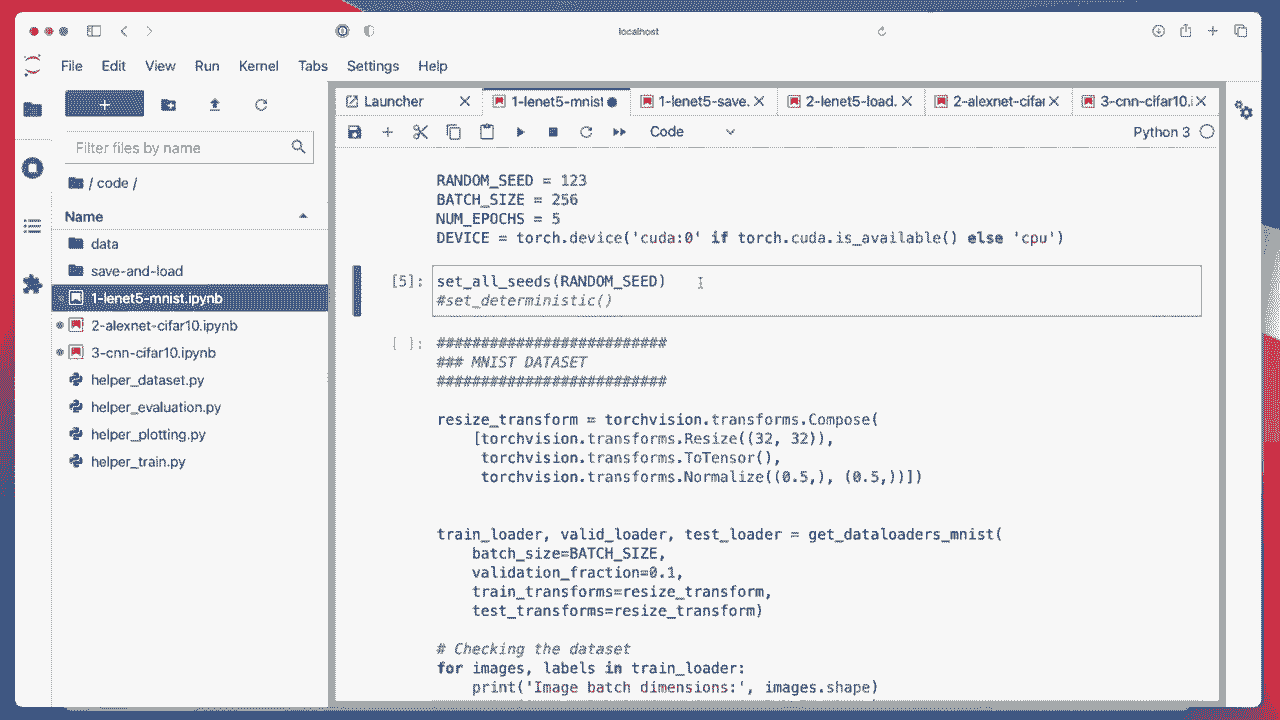 localhost
File Edit View Run Kernel Tabs Settings Help
Launcher
1-lenet5-mnist
1-lenet5-save.
2-lenet5-load.
2-alexnet-cifar
3-cnn-cifar10.i
Code
Python 3
Filter files by name
/ code /
Name
data
save-and-load
1-lenet5-mnist.ipynb
2-alexnet-cifar10.ipynb
3-cnn-cifar10.ipynb
helper_dataset.py
helper_evaluation.py
helper_plotting.py
helper_train.py
RANDOM_SEED = 123
BATCH_SIZE = 256
NUM_EPOCHS = 5
DEVICE = torch.device('cuda:0' if torch.cuda.is_available() else 'cpu')
[5]: set_all_seeds(RANDOM_SEED)
#set_deterministic()
[ ]: ##########################
### MNIST DATASET
##########################
resize_transform = torchvision.transforms.Compose(
[torchvision.transforms.Resize((32, 32)),
torchvision.transforms.ToTensor(),
torchvision.transforms.Normalize((0.5,), (0.5,))])
train_loader, valid_loader, test_loader = get_dataloaders_mnist(
batch_size=BATCH_SIZE,
validation_fraction=0.1,
train_transforms=resize_transform,
test_transforms=resize_transform)
# Checking the dataset
for images, labels in train_loader:
print('Image batch dimensions:', images.shape)